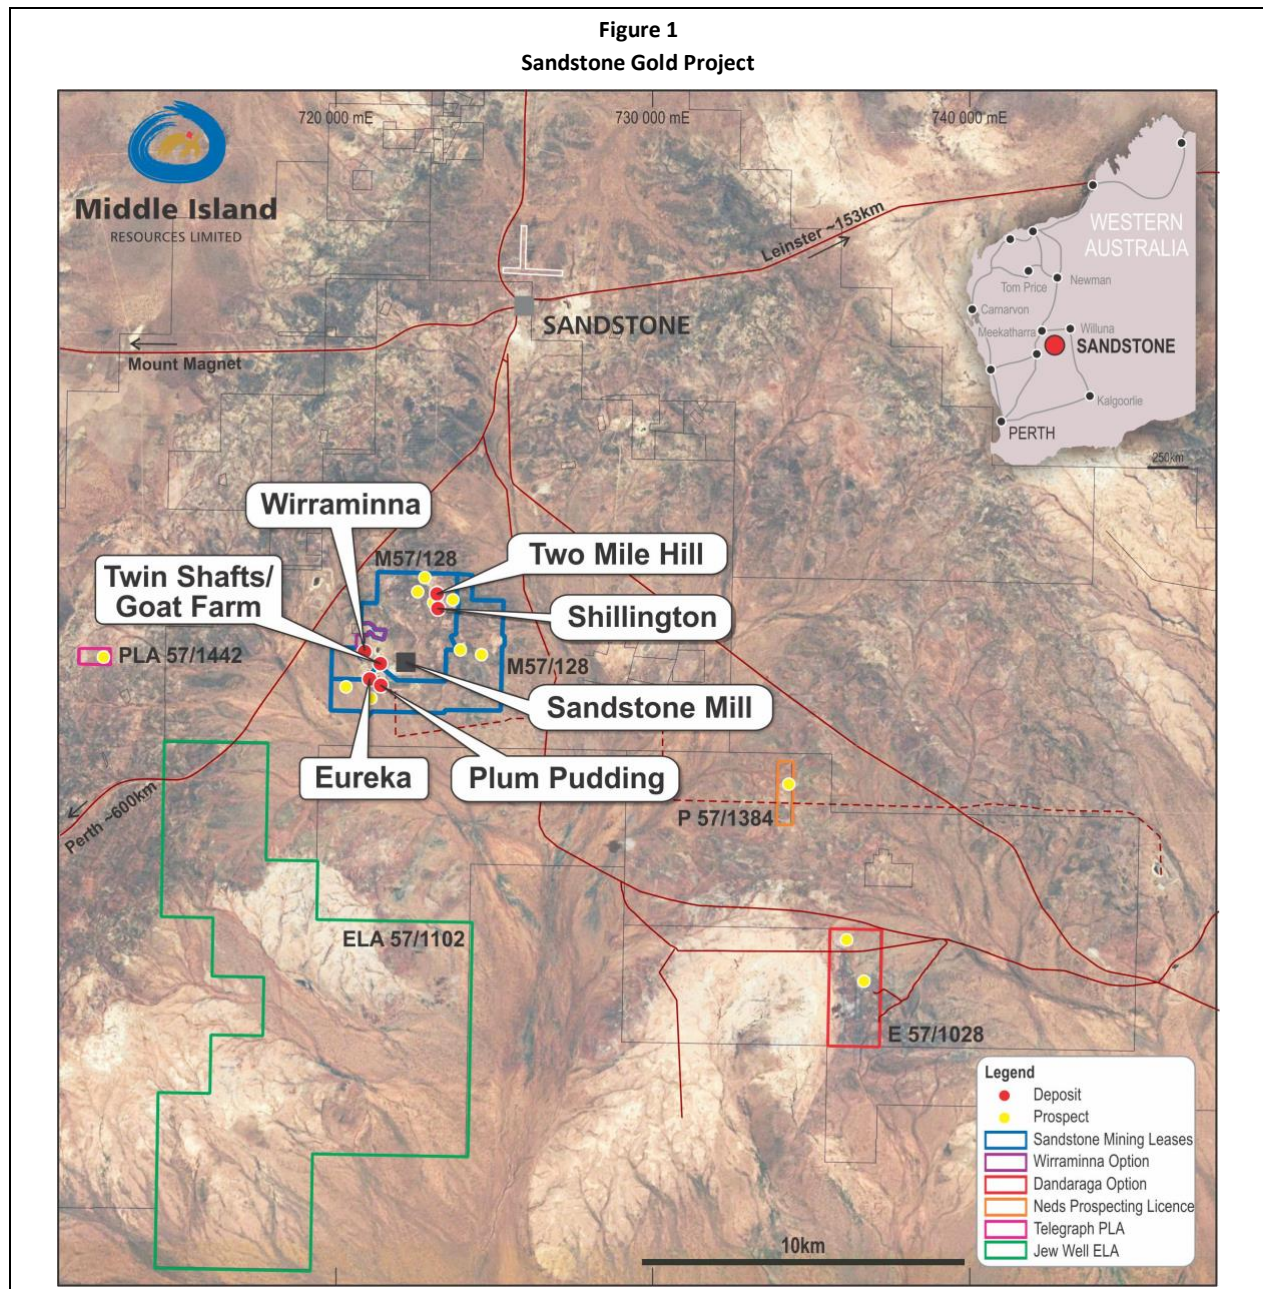 Figure 1
Sandstone Gold Project
720 000 mE
730 000 mE
740 000 mE
Middle Island
RESOURCES LIMITED
Leinster ~153km
WESTERN
AUSTRALIA
Newman
Tom Price
Carnarvon
Meekatharra
Willuna
SANDSTONE
Kalgoorlie
PERTH
250km
SANDSTONE
Mount Magnet
Wirraminna
M57/128
Two Mile Hill
Twin Shafts/
Goat Farm
Shillington
PLA 57/1442
M57/128
Sandstone Mill
Eureka
Plum Pudding
Perth ~600km
P 57/1384
ELA 57/1102
E 57/1028
Legend
Deposit
Prospect
Sandstone Mining Leases
Wirraminna Option
Dandaraga Option
Neds Prospecting Licence
Telegraph PLA
Jew Well ELA
10km